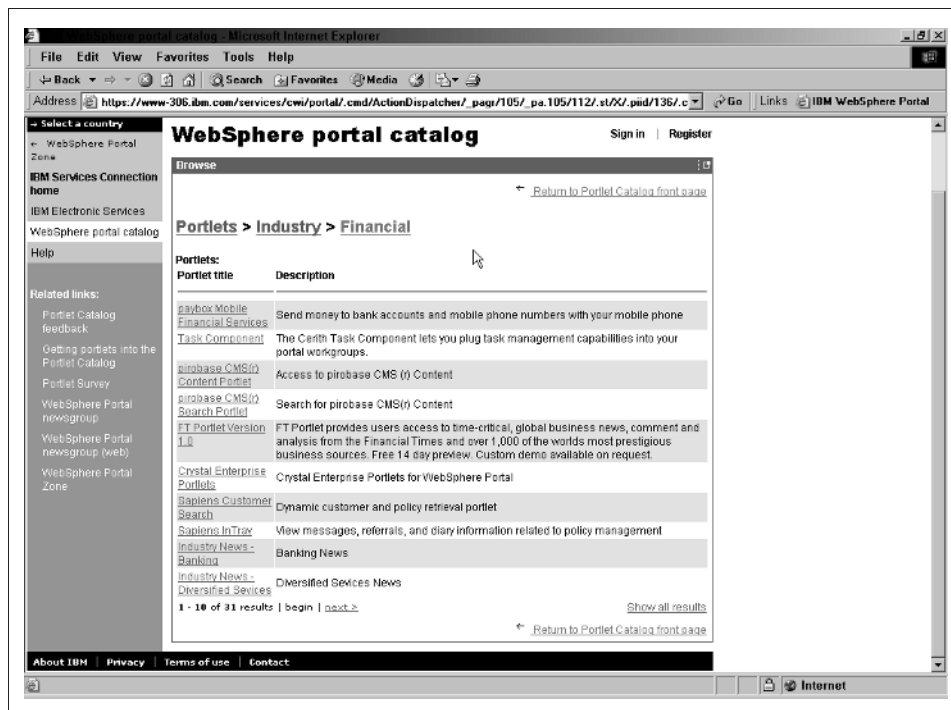 WebSphere portal catalog - Microsoft Internet Explorer
File Edit View Favorites Tools Help
Back Search Favorites Media
Address https://www-306.ibm.com/services/cwi/portal/.cmd/ActionDispatcher/_pagr/105/_pa.105/112/.st/X/.piid/136/.c Go Links IBM WebSphere Portal
Select a country
WebSphere Portal
Zone
IBM Services Connection
home
IBM Electronic Services
WebSphere portal catalog
Help
Related links:
Portlet Catalog
feedback
Getting portlets into the
Portlet Catalog
Portlet Survey
WebSphere Portal
newsgroup
WebSphere Portal
newsgroup (web)
WebSphere Portal
Zone
WebSphere portal catalog
Sign in | Register
Browse
Return to Portlet Catalog front page
Portlets > Industry > Financial
Portlets:
Portlet title Description
paybox Mobile
Financial Services
Send money to bank accounts and mobile phone numbers with your mobile phone
Task Component
The Cerith Task Component lets you plug task management capabilities into your
portal workgroups.
pirobase CMS(r)
Content Portlet
Access to pirobase CMS (r) Content
pirobase CMS(r)
Search Portlet
Search for pirobase CMS(r) Content
FT Portlet Version
1.0
FT Portlet provides users access to time-critical, global business news, comment and
analysis from the Financial Times and over 1,000 of the worlds most prestigious
business sources. Free 14 day preview. Custom demo available on request.
Crystal Enterprise
Portlets
Crystal Enterprise Portlets for WebSphere Portal
Sapiens Customer
Search
Dynamic customer and policy retrieval portlet
Sapiens InTray
View messages, referrals, and diary information related to policy management
Industry News -
Banking
Banking News
Industry News -
Diversified Sevices
Diversified Sevices News
1 - 10 of 31 results | begin | next >
Show all results
Return to Portlet Catalog front page
About IBM | Privacy | Terms of use | Contact
Internet